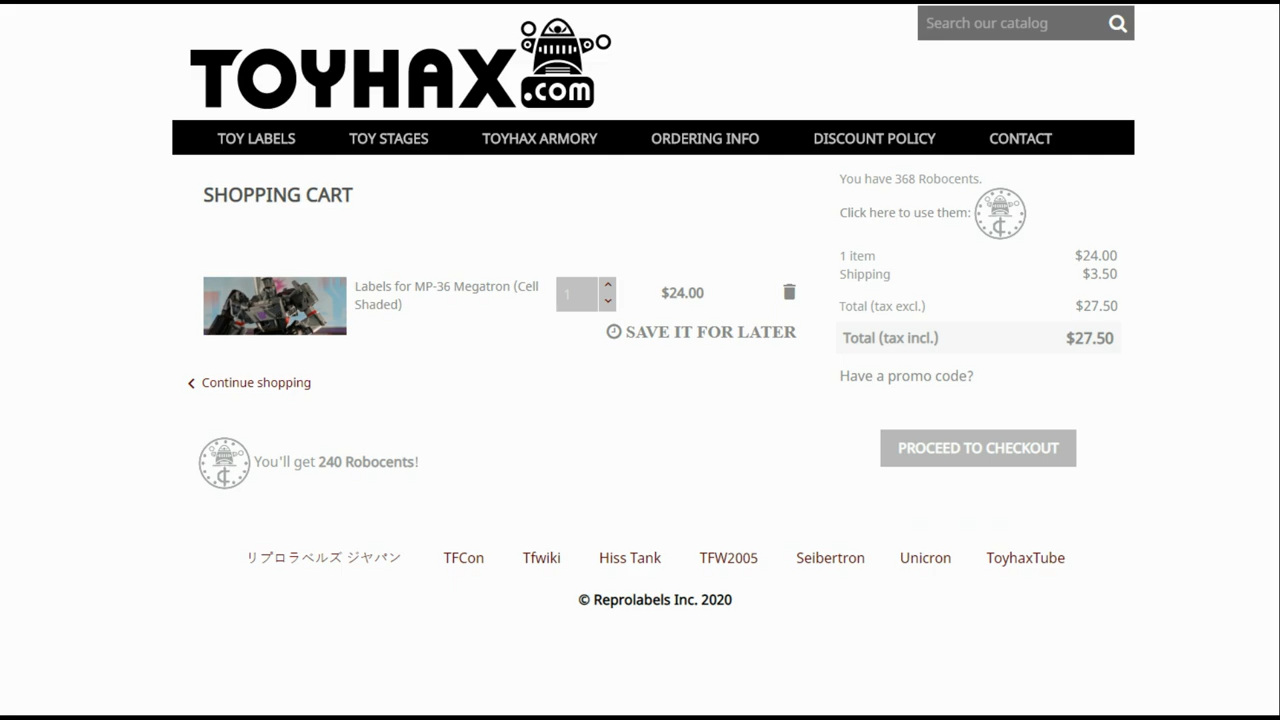 Search our catalog
TOYHAX
.com
TOY LABELS TOY STAGES TOYHAX ARMORY ORDERING INFO DISCOUNT POLICY CONTACT
SHOPPING CART
Labels for MP-36 Megatron (Cell
Shaded)
1
$24.00
SAVE IT FOR LATER
Continue shopping
You'll get 240 Robocents!
You have 368 Robocents.
Click here to use them:
1 item $24.00
Shipping $3.50
Total (tax excl.) $27.50
Total (tax incl.) $27.50
Have a promo code?
PROCEED TO CHECKOUT
リプロラベルズ ジャパン TFCon Tfwiki Hiss Tank TFW2005 Seibertron Unicron ToyhaxTube
© Reprolabels Inc. 2020